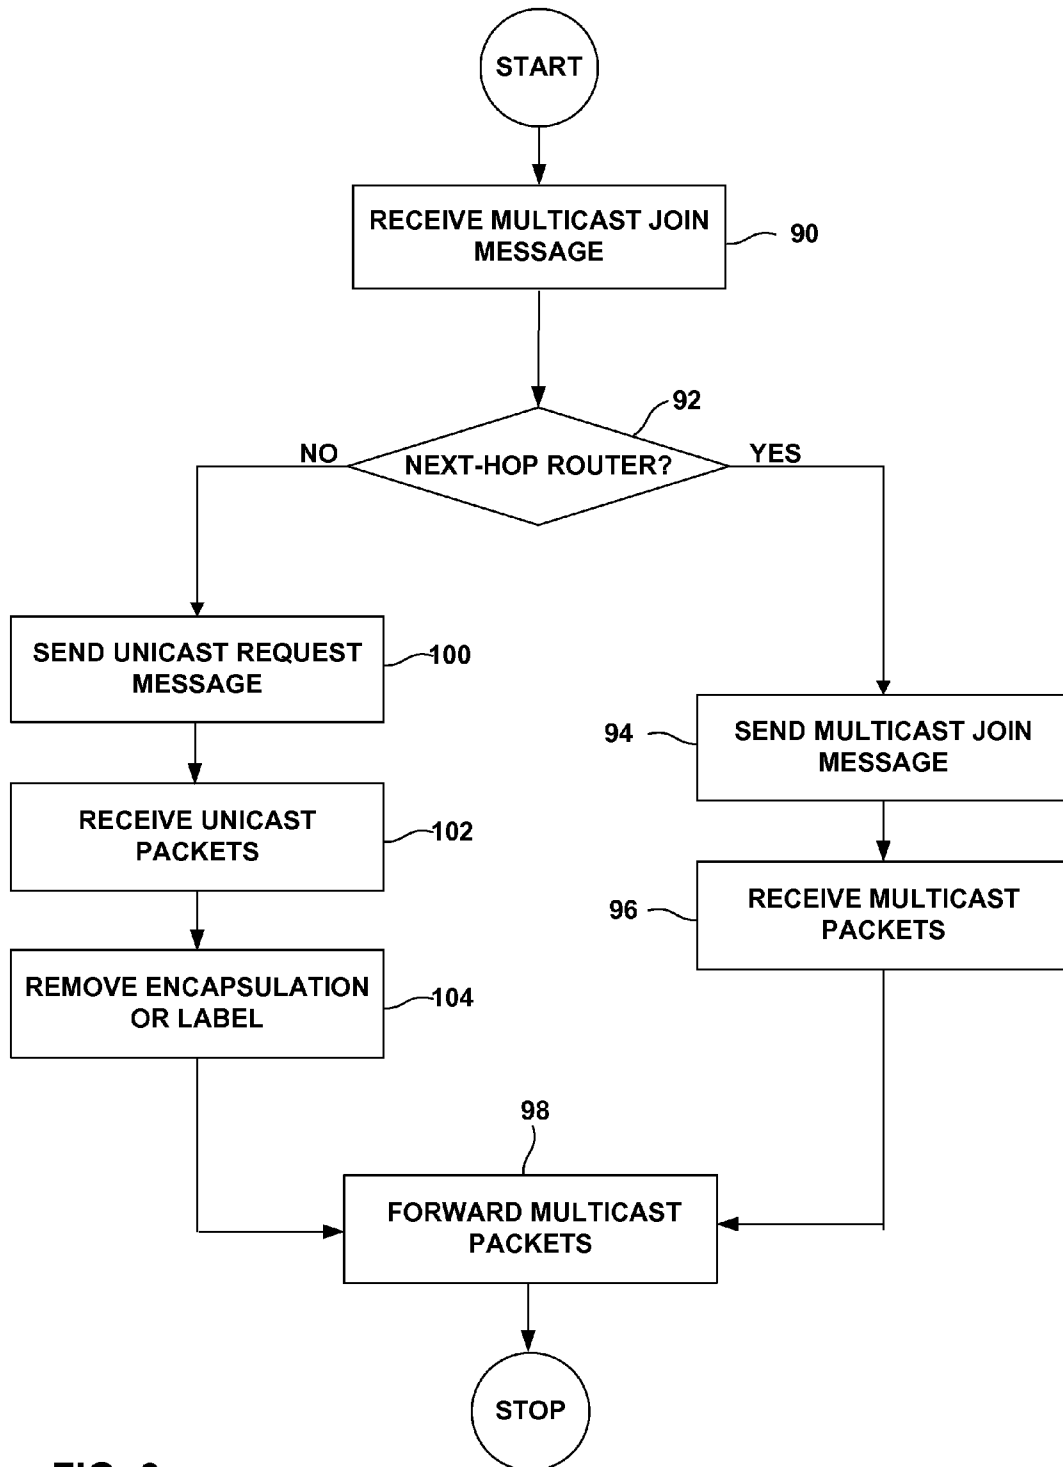 START
RECEIVE MULTICAST JOIN
MESSAGE
90
92
NO
NEXT-HOP ROUTER?
YES
SEND UNICAST REQUEST
MESSAGE
100
94
SEND MULTICAST JOIN
MESSAGE
RECEIVE UNICAST
PACKETS
102
96
RECEIVE MULTICAST
PACKETS
REMOVE ENCAPSULATION
OR LABEL
104
98
FORWARD MULTICAST
PACKETS
STOP